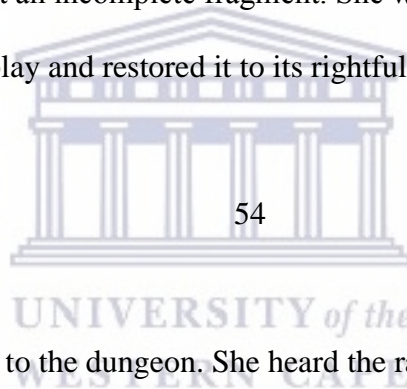 an incomplete fragment. She
lay and restored it to its rightful
54
UNIVERSITY of the
to the dungeon. She heard the
WESTERN CAPE